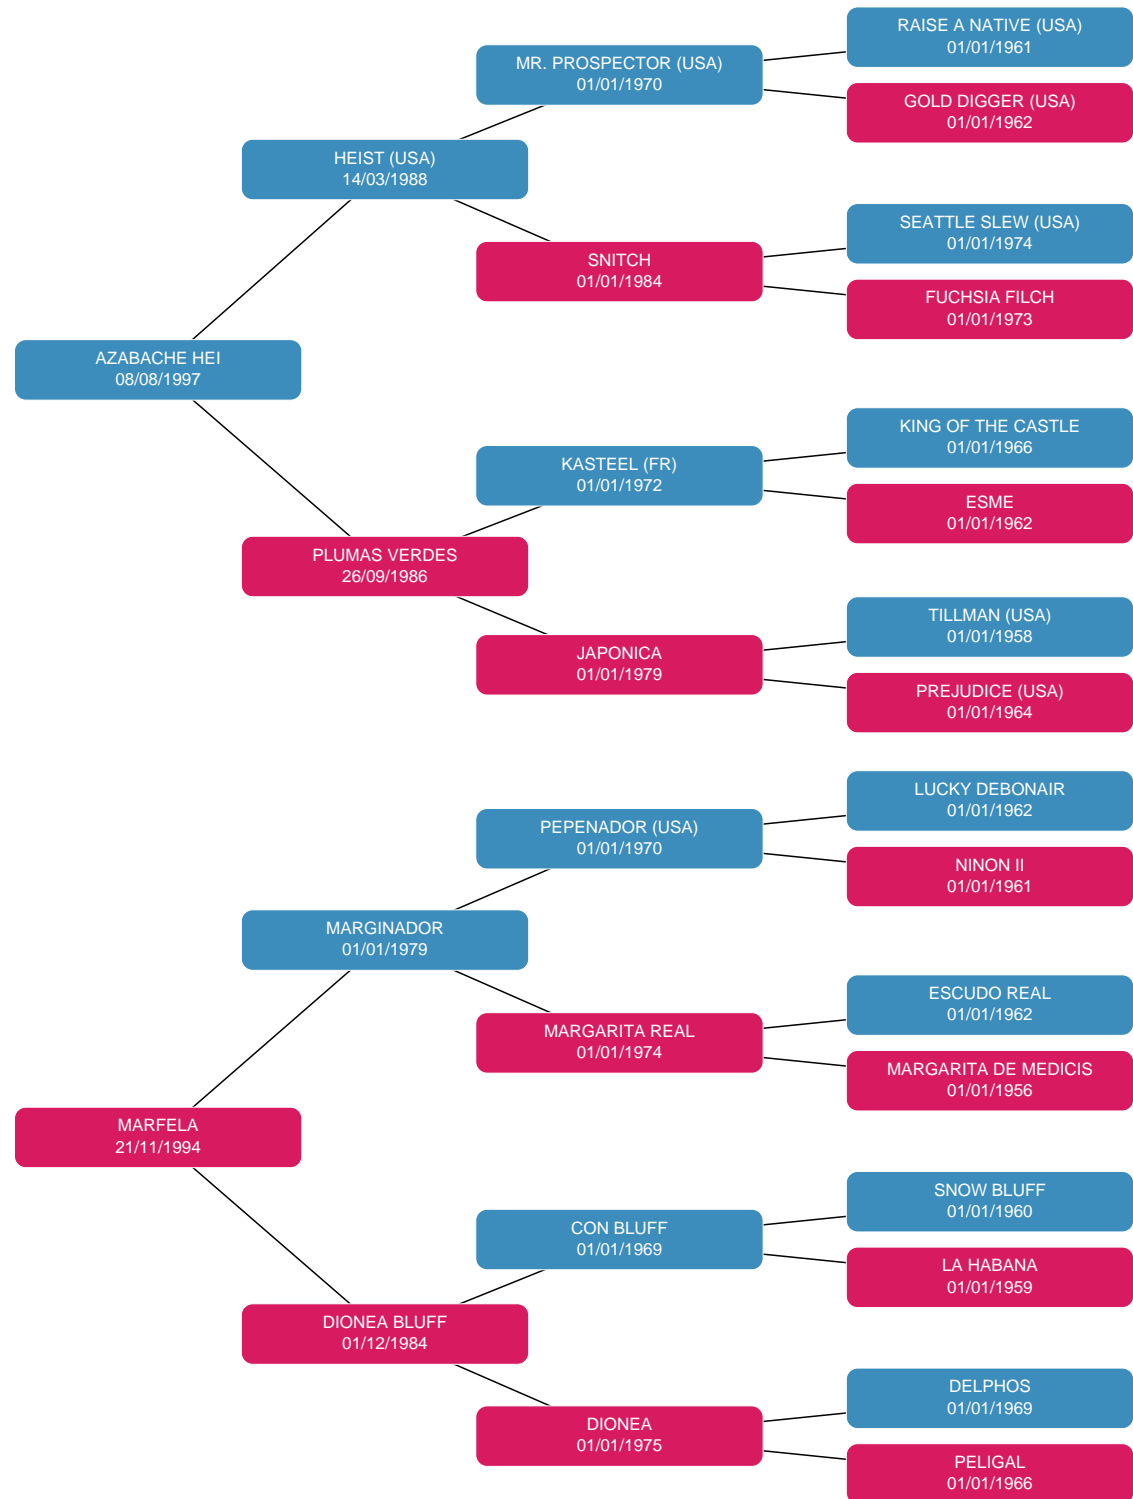 RAISE A NATIVE (USA)
01/01/1961
MR. PROSPECTOR (USA)
01/01/1970
GOLD DIGGER (USA)
01/01/1962
HEIST (USA)
14/03/1988
SEATTLE SLEW (USA)
01/01/1974
SNITCH
01/01/1984
FUCHSIA FILCH
01/01/1973
AZABACHE HEI
08/08/1997
KING OF THE CASTLE
01/01/1966
KASTEEL (FR)
01/01/1972
ESME
01/01/1962
PLUMAS VERDES
26/09/1986
TILLMAN (USA)
01/01/1958
JAPONICA
01/01/1979
PREJUDICE (USA)
01/01/1964
LUCKY DEBONAIR
01/01/1962
PEPENADOR (USA)
01/01/1970
NINON II
01/01/1961
MARGINADOR
01/01/1979
ESCUDO REAL
01/01/1962
MARGARITA REAL
01/01/1974
MARGARITA DE MEDICIS
01/01/1956
MARFELA
21/11/1994
SNOW BLUFF
01/01/1960
CON BLUFF
01/01/1969
LA HABANA
01/01/1959
DIONEA BLUFF
01/12/1984
DELPHOS
01/01/1969
DIONEA
01/01/1975
PELIGAL
01/01/1966